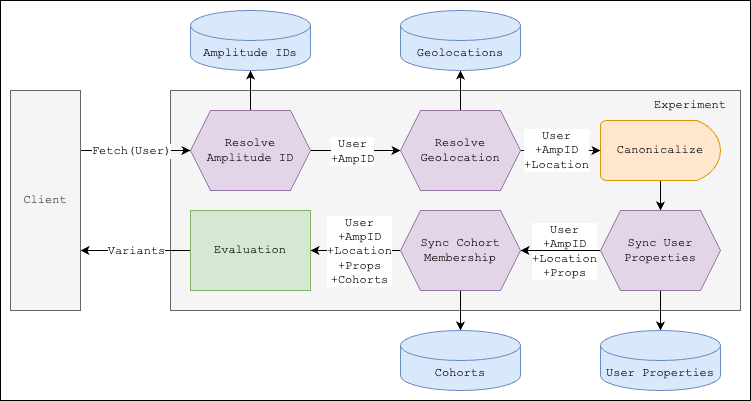 Amplitude IDs
Geolocations
Experiment
Client
Fetch(User)
Resolve
Amplitude ID
User
+AmpID
Resolve
Geolocation
User
+AmpID
+Location
Canonicalize
Variants
Evaluation
User
+AmpID
+Location
+Props
+Cohorts
Sync Cohort
Membership
User
+AmpID
+Location
+Props
Sync User
Properties
Cohorts
User Properties